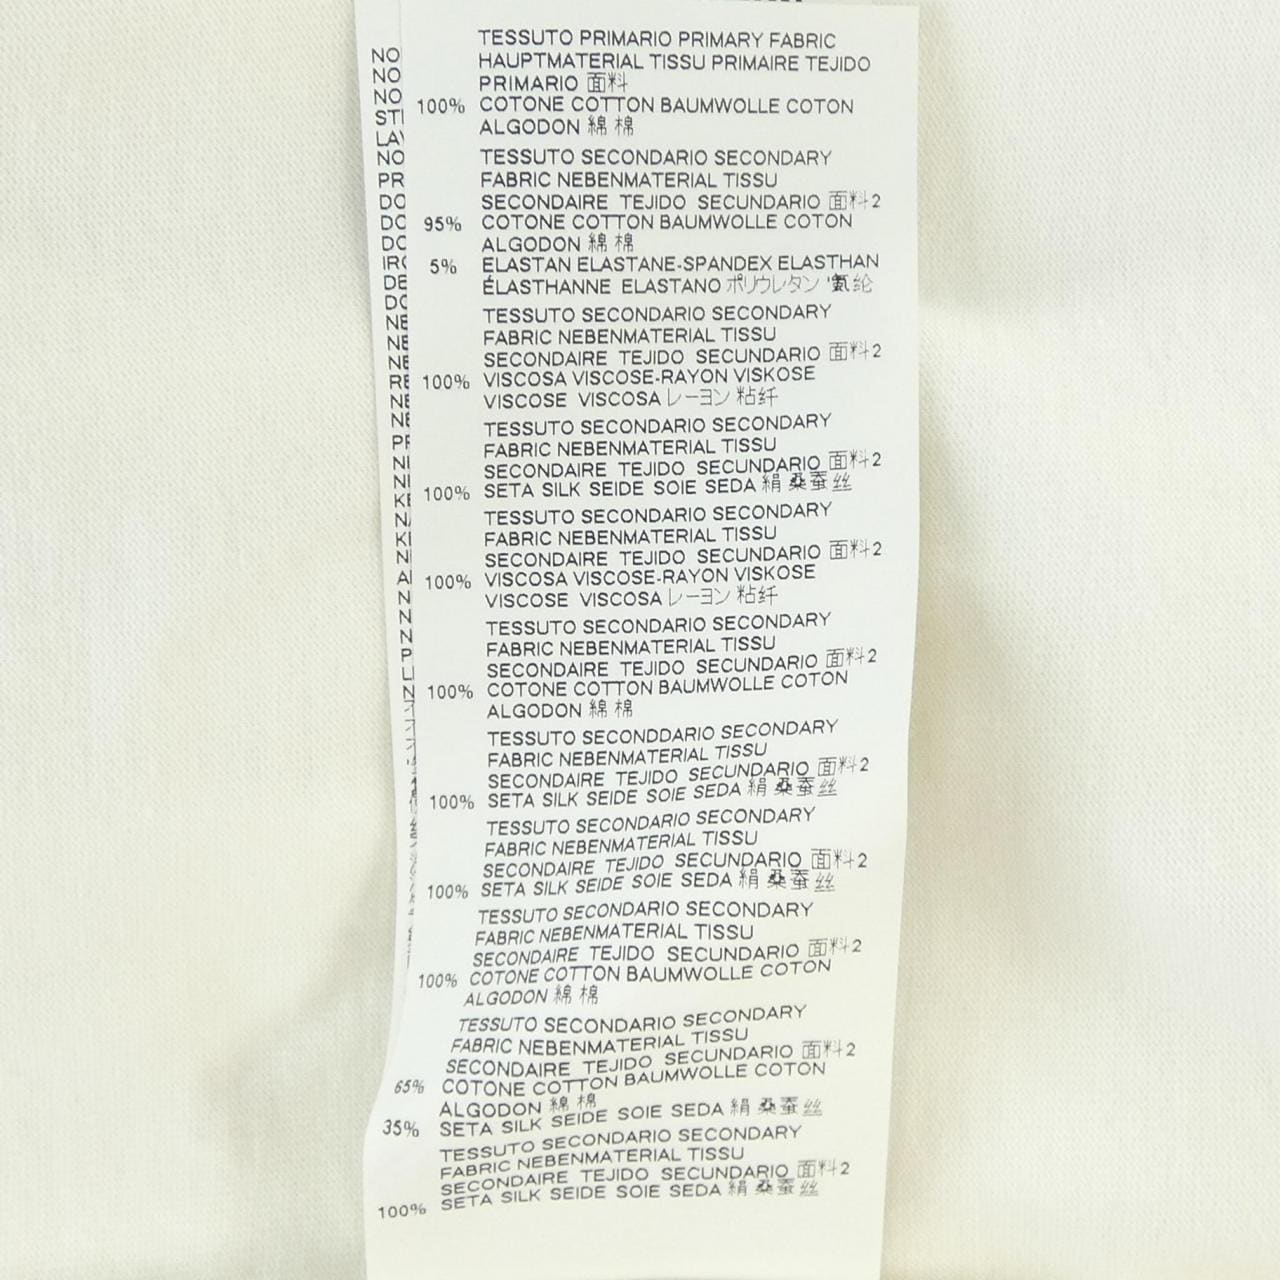 TESSUTO PRIMARIO PRIMARY FABRIC
HAUPTMATERIAL TISSU PRIMAIRE TEJIDO
PRIMARIO 面料
100% COTONE COTTON BAUMWOLLE COTON
ALGODON 綿 棉
TESSUTO SECONDARIO SECONDARY
FABRIC NEBENMATERIAL TISSU
SECONDAIRE TEJIDO SECUNDARIO 面料2
95% COTONE COTTON BAUMWOLLE COTON
ALGODON 綿 棉
5% ELASTAN ELASTANE-SPANDEX ELASTHAN
ÉLASTHANNE ELASTANO ポリウレタン '氨纶
TESSUTO SECONDARIO SECONDARY
FABRIC NEBENMATERIAL TISSU
SECONDAIRE TEJIDO SECUNDARIO 面料2
100% VISCOSA VISCOSE-RAYON VISKOSE
VISCOSE VISCOSA レーヨン 粘纤
TESSUTO SECONDARIO SECONDARY
FABRIC NEBENMATERIAL TISSU
SECONDAIRE TEJIDO SECUNDARIO 面料2
100% SETA SILK SEIDE SOIE SEDA 絹 桑蚕丝
TESSUTO SECONDARIO SECONDARY
FABRIC NEBENMATERIAL TISSU
SECONDAIRE TEJIDO SECUNDARIO 面料2
100% VISCOSA VISCOSE-RAYON VISKOSE
VISCOSE VISCOSA レーヨン 粘纤
TESSUTO SECONDARIO SECONDARY
FABRIC NEBENMATERIAL TISSU
SECONDAIRE TEJIDO SECUNDARIO 面料2
100% COTONE COTTON BAUMWOLLE COTON
ALGODON 綿 棉
TESSUTO SECONDDARIO SECONDARY
FABRIC NEBENMATERIAL TISSU
SECONDAIRE TEJIDO SECUNDARIO 面料2
100% SETA SILK SEIDE SOIE SEDA 絹 桑蚕丝
TESSUTO SECONDARIO SECONDARY
FABRIC NEBENMATERIAL TISSU
SECONDAIRE TEJIDO SECUNDARIO 面料2
100% SETA SILK SEIDE SOIE SEDA 絹 桑蚕丝
TESSUTO SECONDARIO SECONDARY
FABRIC NEBENMATERIAL TISSU
SECONDAIRE TEJIDO SECUNDARIO 面料2
100% COTONE COTTON BAUMWOLLE COTON
ALGODON 綿 棉
TESSUTO SECONDARIO SECONDARY
FABRIC NEBENMATERIAL TISSU
SECONDAIRE TEJIDO SECUNDARIO 面料2
65% COTONE COTTON BAUMWOLLE COTON
ALGODON 綿 棉
35% SETA SILK SEIDE SOIE SEDA 絹 桑蚕丝
TESSUTO SECONDARIO SECONDARY
FABRIC NEBENMATERIAL TISSU
SECONDAIRE TEJIDO SECUNDARIO 面料2
100% SETA SILK SEIDE SOIE SEDA 絹 桑蚕丝